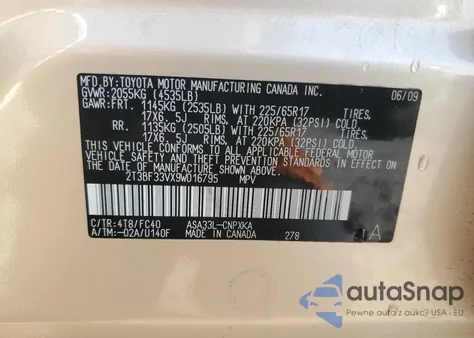 MFD.BY: TOYOTA MOTOR MANUFACTURING CANADA INC.
GVWR: 2055KG (4535LB) 06/09
GAWR: FRT. 1145KG (2535LB) WITH 225/65R17 TIRES,
17X6.5J RIMS, AT 220KPA (32PSI) COLD
RR. 1135KG (2505LB) WITH 225/65R17 TIRES,
17X6.5J RIMS, AT 220KPA (32PSI) COLD
THIS VEHICLE CONFORMS TO ALL APPLICABLE FEDERAL MOTOR
VEHICLE SAFETY, BUMPER, AND THEFT PREVENTION STANDARDS IN
EFFECT ON THE DATE OF MANUFACTURE SHOWN ABOVE.
2T3BF33VX9W016795 MPV
C/TR: 4T8/FC40 ASA33L-CNPXKA
A/TM: -02A/U140F MADE IN CANADA 278 A
autoSnap
Pewne auta z aukcji USA i EU